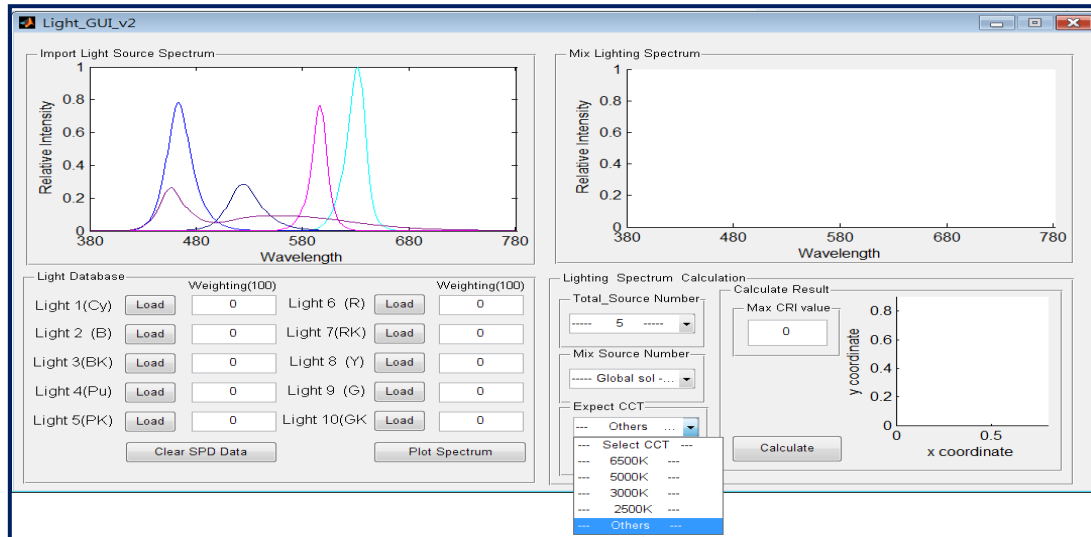 Light_GUI_v2
Import Light Source Spectrum
Relative Intensity
1
0.8
0.6
0.4
0.2
0
380 480 580 680 780
Wavelength
Mix Lighting Spectrum
Relative Intensity
1
0.8
0.6
0.4
0.2
0
380 480 580 680 780
Wavelength
Light Database
Weighting(100) Weighting(100)
Light 1(Cy) Load 0 Light 6 (R) Load 0
Light 2 (B) Load 0 Light 7(RK) Load 0
Light 3(BK) Load 0 Light 8 (Y) Load 0
Light 4(Pu) Load 0 Light 9 (G) Load 0
Light 5(PK) Load 0 Light 10(GK Load 0
Clear SPD Data Plot Spectrum
Lighting Spectrum Calculation
Total_Source Number
----- 5 -----
Mix Source Number
----- Global sol -...
Expect CCT
--- Others ...
--- Select CCT ---
--- 6500K ---
--- 5000K ---
--- 3000K ---
--- 2500K ---
--- Others ---
Calculate Result
Max CRI value
0
Calculate
y coordinate
0.8
0.6
0.4
0.2
0
0 0.5
x coordinate